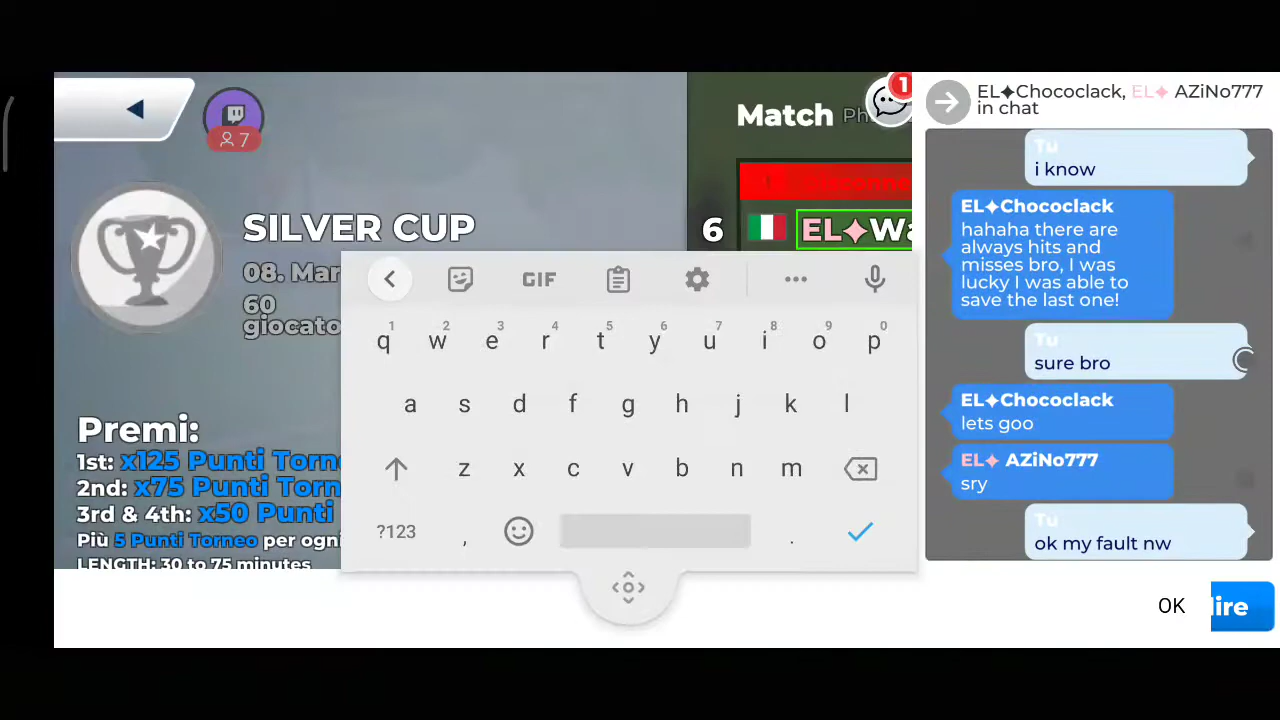 7
SILVER CUP
08. Mar
60
giocato
Premi:
1st: x125 Punti Torn
2nd: x75 Punti Torn
3rd & 4th: x50 Punti
Più 5 Punti Torneo per ogni
LENGTH: 30 to 75 minutes
Match
1
6 EL✦Wa
GIF
1 2 3 4 5 6 7 8 9 0
q w e r t y u i o p
a s d f g h j k l
z x c v b n m
?123 , .
EL✦Chococlack, EL✦ AZiNo777
in chat
Tu
i know
EL✦Chococlack
hahaha there are
always hits and
misses bro, I was
lucky I was able to
save the last one!
Tu
sure bro
EL✦Chococlack
lets goo
EL✦ AZiNo777
sry
Tu
ok my fault nw
OK